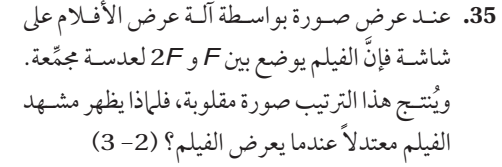 35. عند عرض صورة بواسطة آلة عرض الأفلام على
شاشة فإنَّ الفيلم يوضع بين F و 2F لعدسة مجمِّعة.
ويُنتج هذا الترتيب صورة مقلوبة، فلماذا يظهر مشهد
الفيلم معتدلاً عندما يعرض الفيلم؟ (2-3)